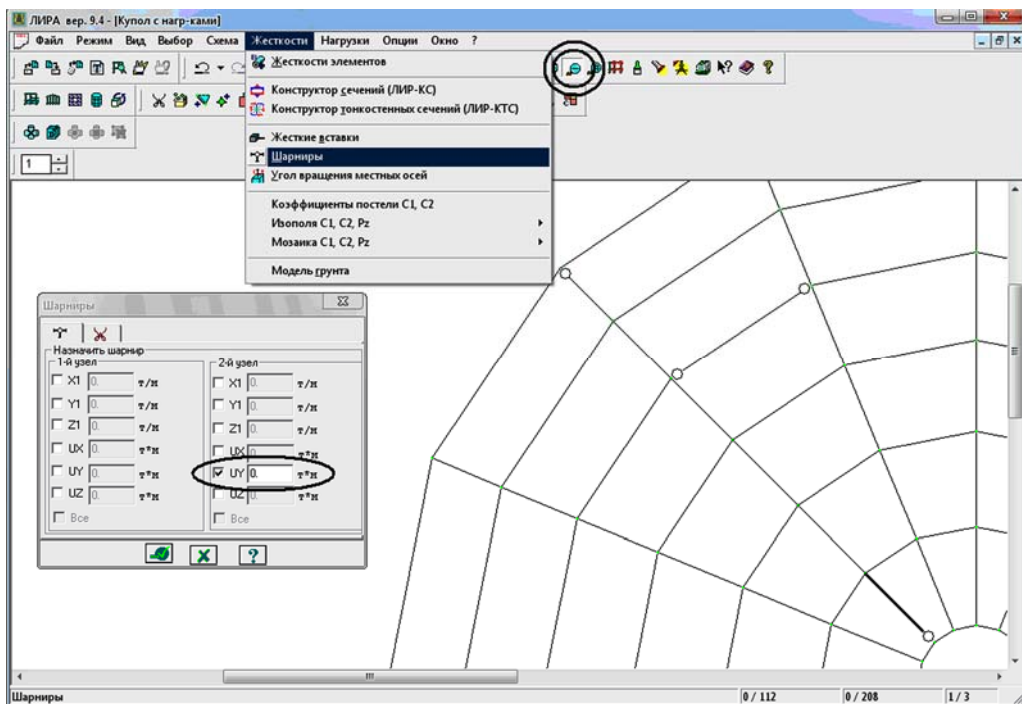 ЛИРА вер. 9.4 - [Купол с нагр-ками]
Файл Режим Вид Выбор Схема Жесткости Нагрузки Опции Окно ?
Жесткости элементов
Конструктор сечений (ЛИР-КС)
Конструктор тонкостенных сечений (ЛИР-КТС)
Жесткие вставки
Шарниры
Угол вращения местных осей
Коэффициенты постели C1, C2
Изополя C1, C2, Pz
Мозаика C1, C2, Pz
Модель грунта
1
Шарниры
Назначить шарнир
1-й узел 2-й узел
X1 0. т/м X1 0. т/м
Y1 0. т/м Y1 0. т/м
Z1 0. т/м Z1 0. т/м
UX 0. т*м UX 0. т*м
UY 0. т*м UY 0. т*м
UZ 0. т*м UZ 0. т*м
Все Все
?
Шарниры 0 / 112 0 / 208 1 / 3